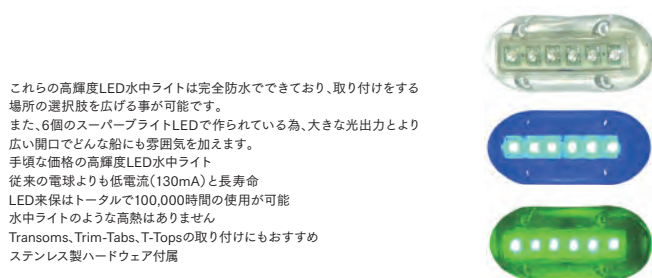 これらの高輝度LED水中ライトは完全防水でできており、取り付けをする
場所の選択肢を広げる事が可能です。
また、6個のスーパーブライトLEDで作られている為、大きな光出力とより
広い開口でどんな船にも雰囲気を加えます。
手頃な価格の高輝度LED水中ライト
従来の電球よりも低電流(130mA)と長寿命
LED来保はトータルで100,000時間の使用が可能
水中ライトのような高熱はありません
Transoms、Trim-Tabs、T-Topsの取り付けにもおすすめ
ステンレス製ハードウェア付属